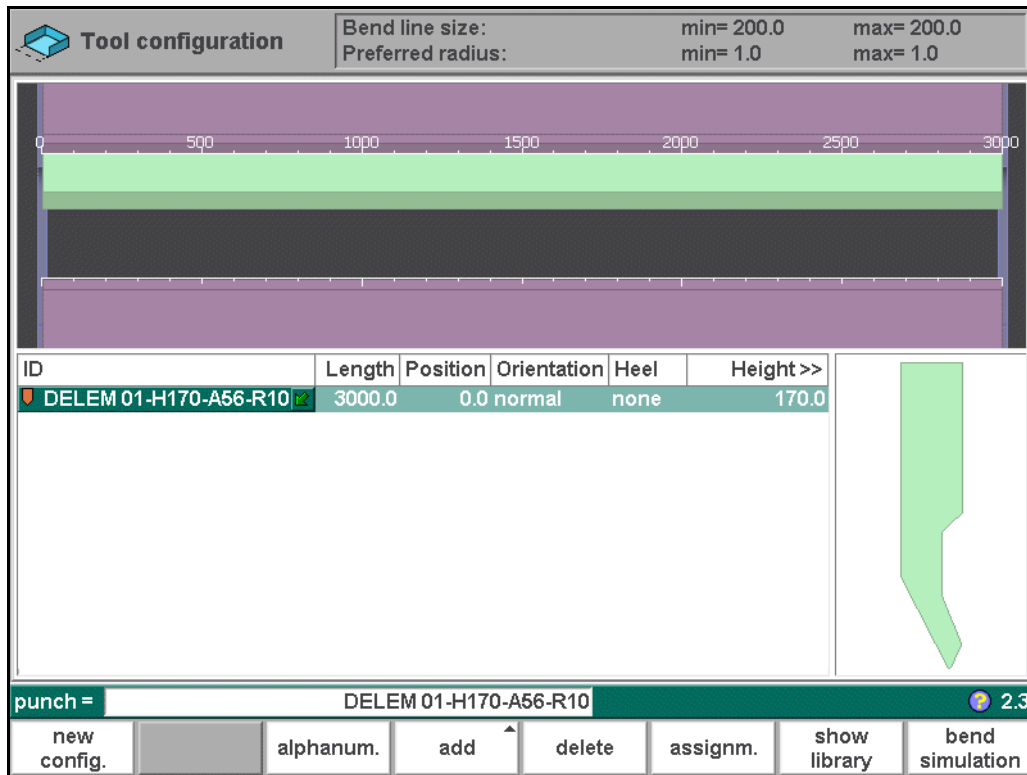 Tool configuration
Bend line size: min= 200.0 max= 200.0
Preferred radius: min= 1.0 max= 1.0
0 500 1000 1500 2000 2500 3000
ID Length Position Orientation Heel Height >>
DELEM 01-H170-A56-R10 3000.0 0.0 normal none 170.0
punch = DELEM 01-H170-A56-R10 ? 2.3
new config. alphanum. add delete assignm. show library bend simulation